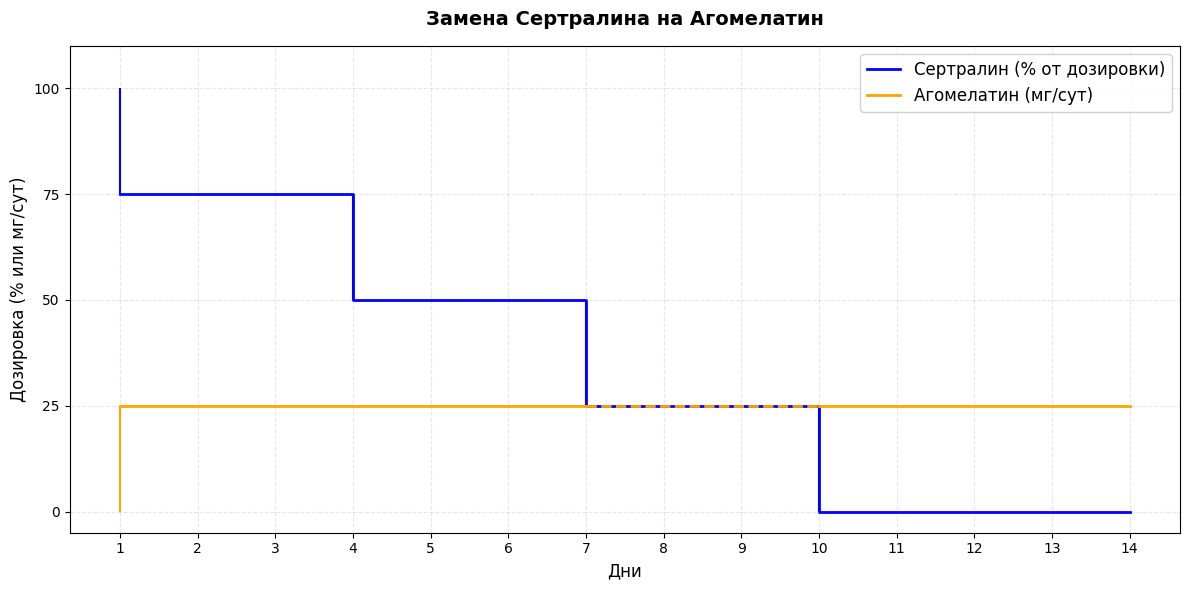 Замена Сертралина на Агомелатин
Сертралин (% от дозировки)
Агомелатин (мг/сут)
Дозировка (% или мг/сут)
100
75
50
25
0
1 2 3 4 5 6 7 8 9 10 11 12 13 14
Дни